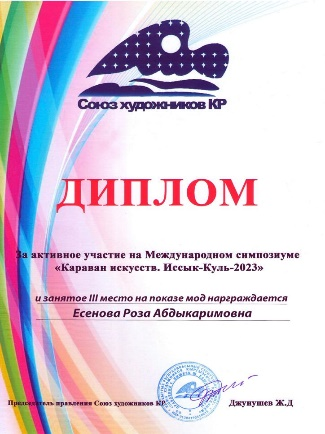 Союз художников КР
ДИПЛОМ
За активное участие на Международном симпозиуме
«Караван искусств. Иссык-Куль-2023»
и занятое III место на показе мод награждается
Есенова Роза Абдыкаримовна
Председатель правления Союз художников КР
Джунушев Ж.Д